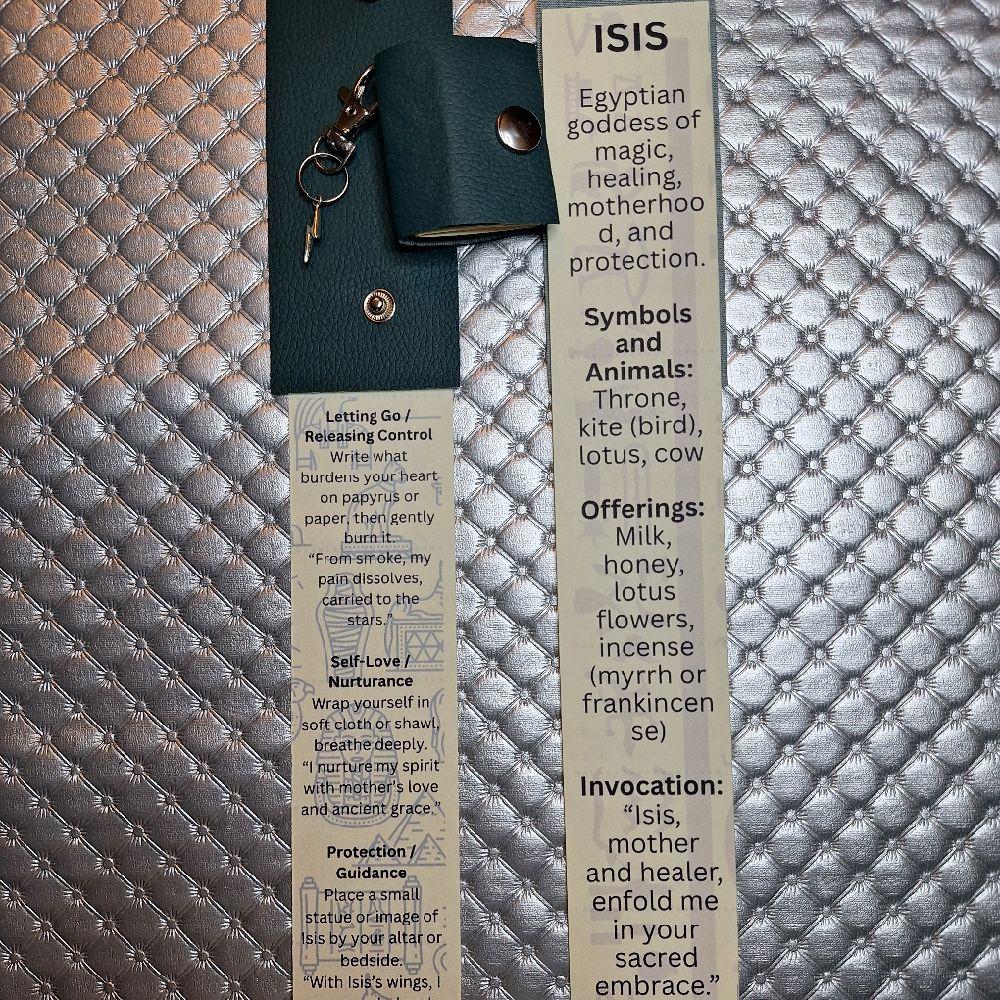 Letting Go /
Releasing Control
Write what
burdens your heart
on papyrus or
paper, then gently
burn it.
“From smoke, my
pain dissolves,
carried to the
stars.”
Self-Love /
Nurturance
Wrap yourself in
soft cloth or shawl,
breathe deeply.
“I nurture my spirit
with mother's love
and ancient grace.”
Protection /
Guidance
Place a small
statue or image of
Isis by your altar or
bedside.
“With Isis's wings, I
ISIS
Egyptian
goddess of
magic,
healing,
motherhoo
d, and
protection.
Symbols
and
Animals:
Throne,
kite (bird),
lotus, cow
Offerings:
Milk,
honey,
lotus
flowers,
incense
(myrrh or
frankincen
se)
Invocation:
“Isis,
mother
and healer,
enfold me
in your
sacred
embrace.”